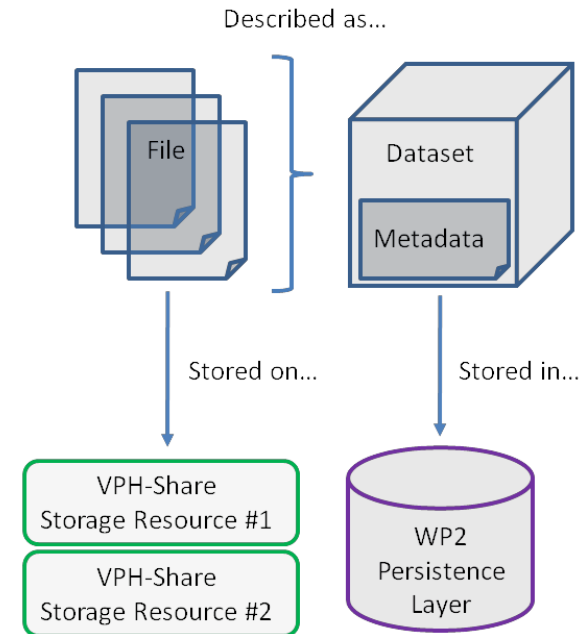 Described as...
File
Dataset
Metadata
Stored on...
Stored in...
VPH-Share
Storage Resource #1
VPH-Share
Storage Resource #2
WP2
Persistence
Layer